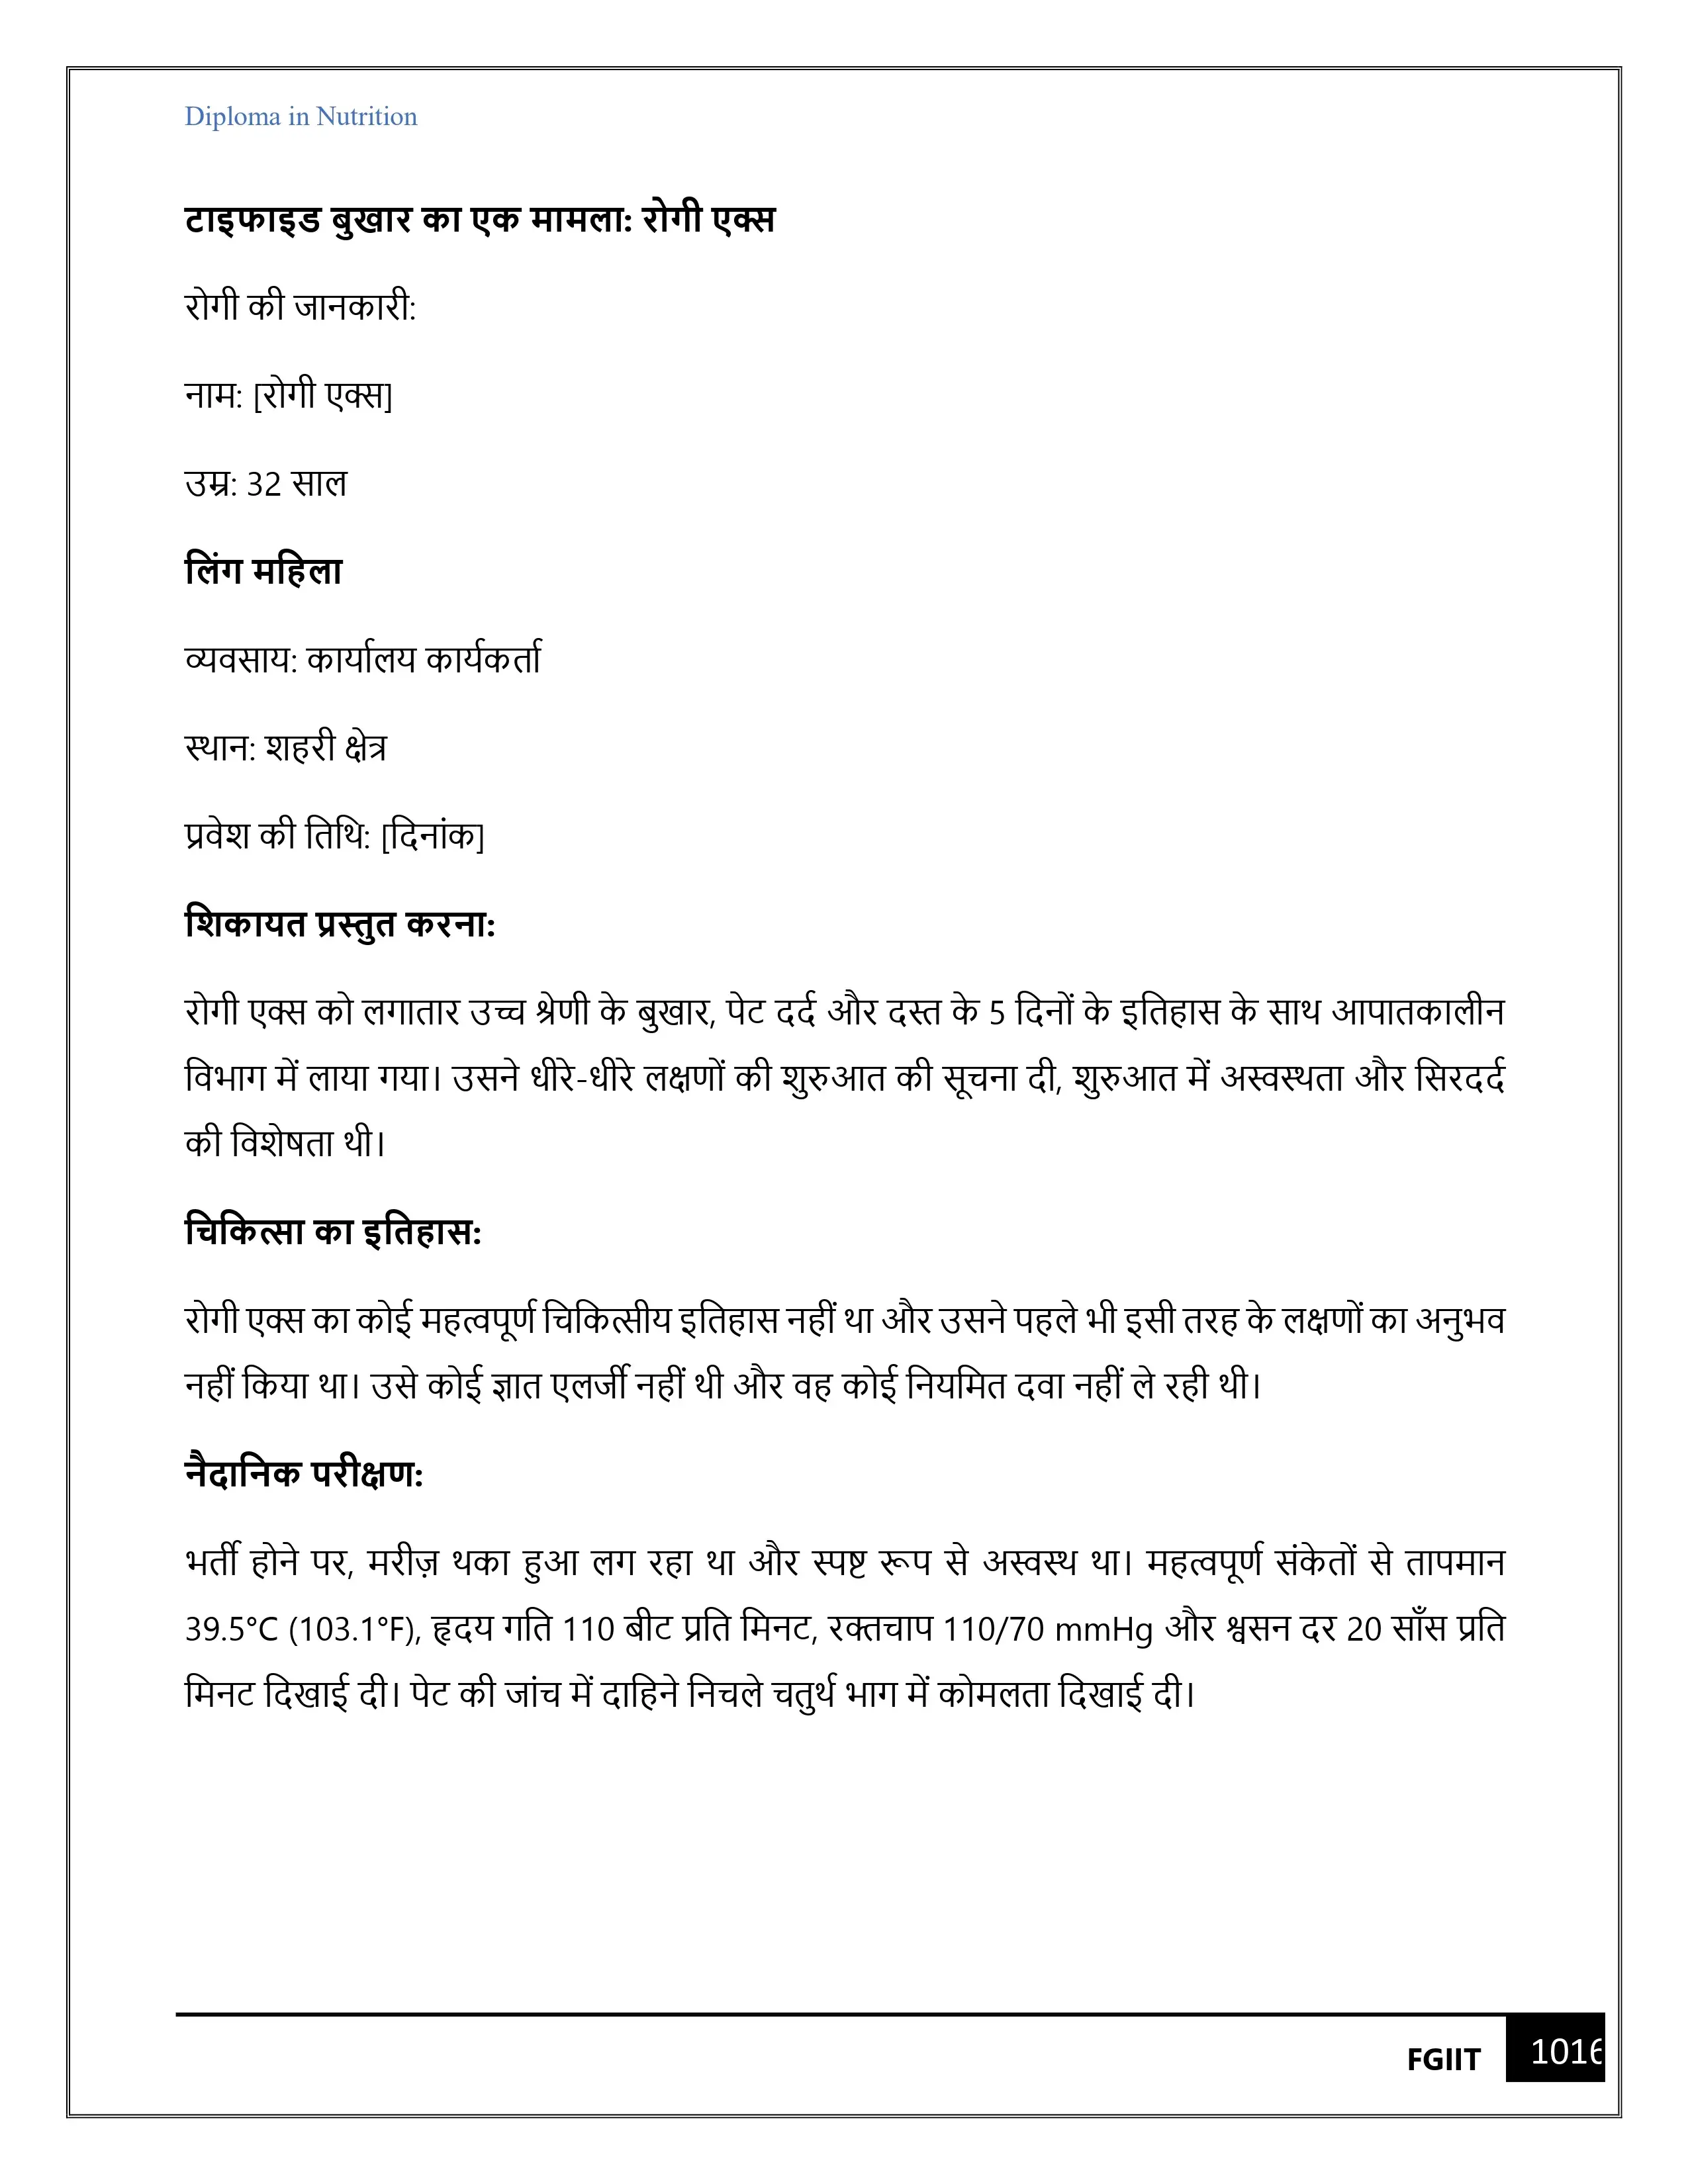 Diploma in Nutrition
टाइफाइड बुखार का एक मामला: रोगी एक्स
रोगी की जानकारी:
नाम: [रोगी एक्स]
उम्र: 32 साल
लिंग महिला
व्यवसाय: कार्यालय कार्यकर्ता
स्थान: शहरी क्षेत्र
प्रवेश की तिथि: [दिनांक]
शिकायत प्रस्तुत करना:
रोगी एक्स को लगातार उच्च श्रेणी के बुखार, पेट दर्द और दस्त के 5 दिनों के इतिहास के साथ आपातकालीन
विभाग में लाया गया। उसने धीरे-धीरे लक्षणों की शुरुआत की सूचना दी, शुरुआत में अस्वस्थता और सिरदर्द
की विशेषता थी।
चिकित्सा का इतिहास:
रोगी एक्स का कोई महत्वपूर्ण चिकित्सीय इतिहास नहीं था और उसने पहले भी इसी तरह के लक्षणों का अनुभव
नहीं किया था। उसे कोई ज्ञात एलर्जी नहीं थी और वह कोई नियमित दवा नहीं ले रही थी।
नैदानिक परीक्षण:
भर्ती होने पर, मरीज़ थका हुआ लग रहा था और स्पष्ट रूप से अस्वस्थ था। महत्वपूर्ण संकेतों से तापमान
39.5°C (103.1°F), हृदय गति 110 बीट प्रति मिनट, रक्तचाप 110/70 mmHg और श्वसन दर 20 साँस प्रति
मिनट दिखाई दी। पेट की जांच में दाहिने निचले चतुर्थ भाग में कोमलता दिखाई दी।
FGIIT 1016